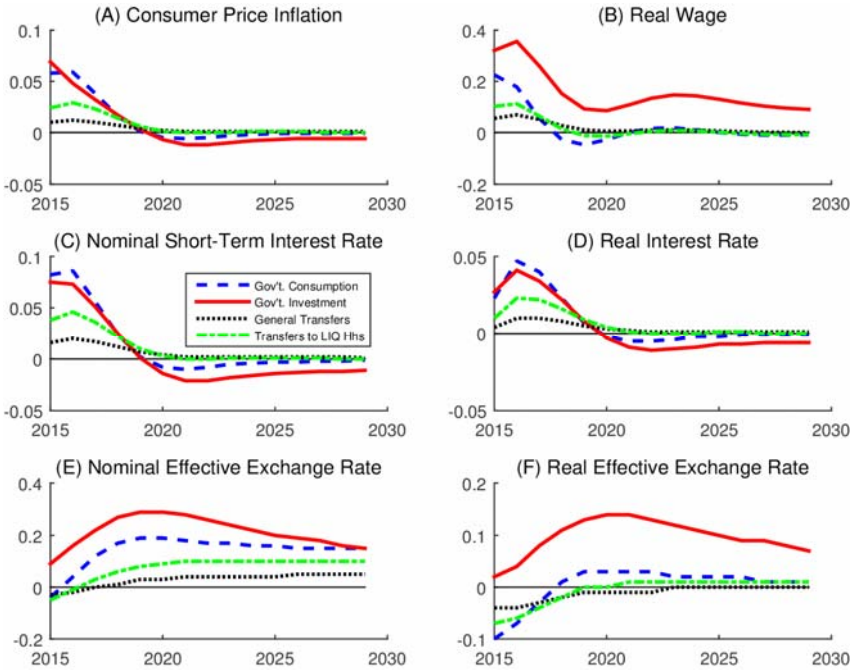 (A) Consumer Price Inflation
0.1
0.05
0
-0.05
2015 2020 2025 2030
(B) Real Wage
0.4
0.2
0
-0.2
2015 2020 2025 2030
(C) Nominal Short-Term Interest Rate
0.1
0.05
0
-0.05
2015 2020 2025 2030
Gov't. Consumption
Gov't. Investment
General Transfers
Transfers to LIQ Hhs
(D) Real Interest Rate
0.05
0
0.05
2015 2020 2025 2030
(E) Nominal Effective Exchange Rate
0.4
0.2
0
-0.2
2015 2020 2025 2030
(F) Real Effective Exchange Rate
0.2
0.1
0
-0.1
2015 2020 2025 2030